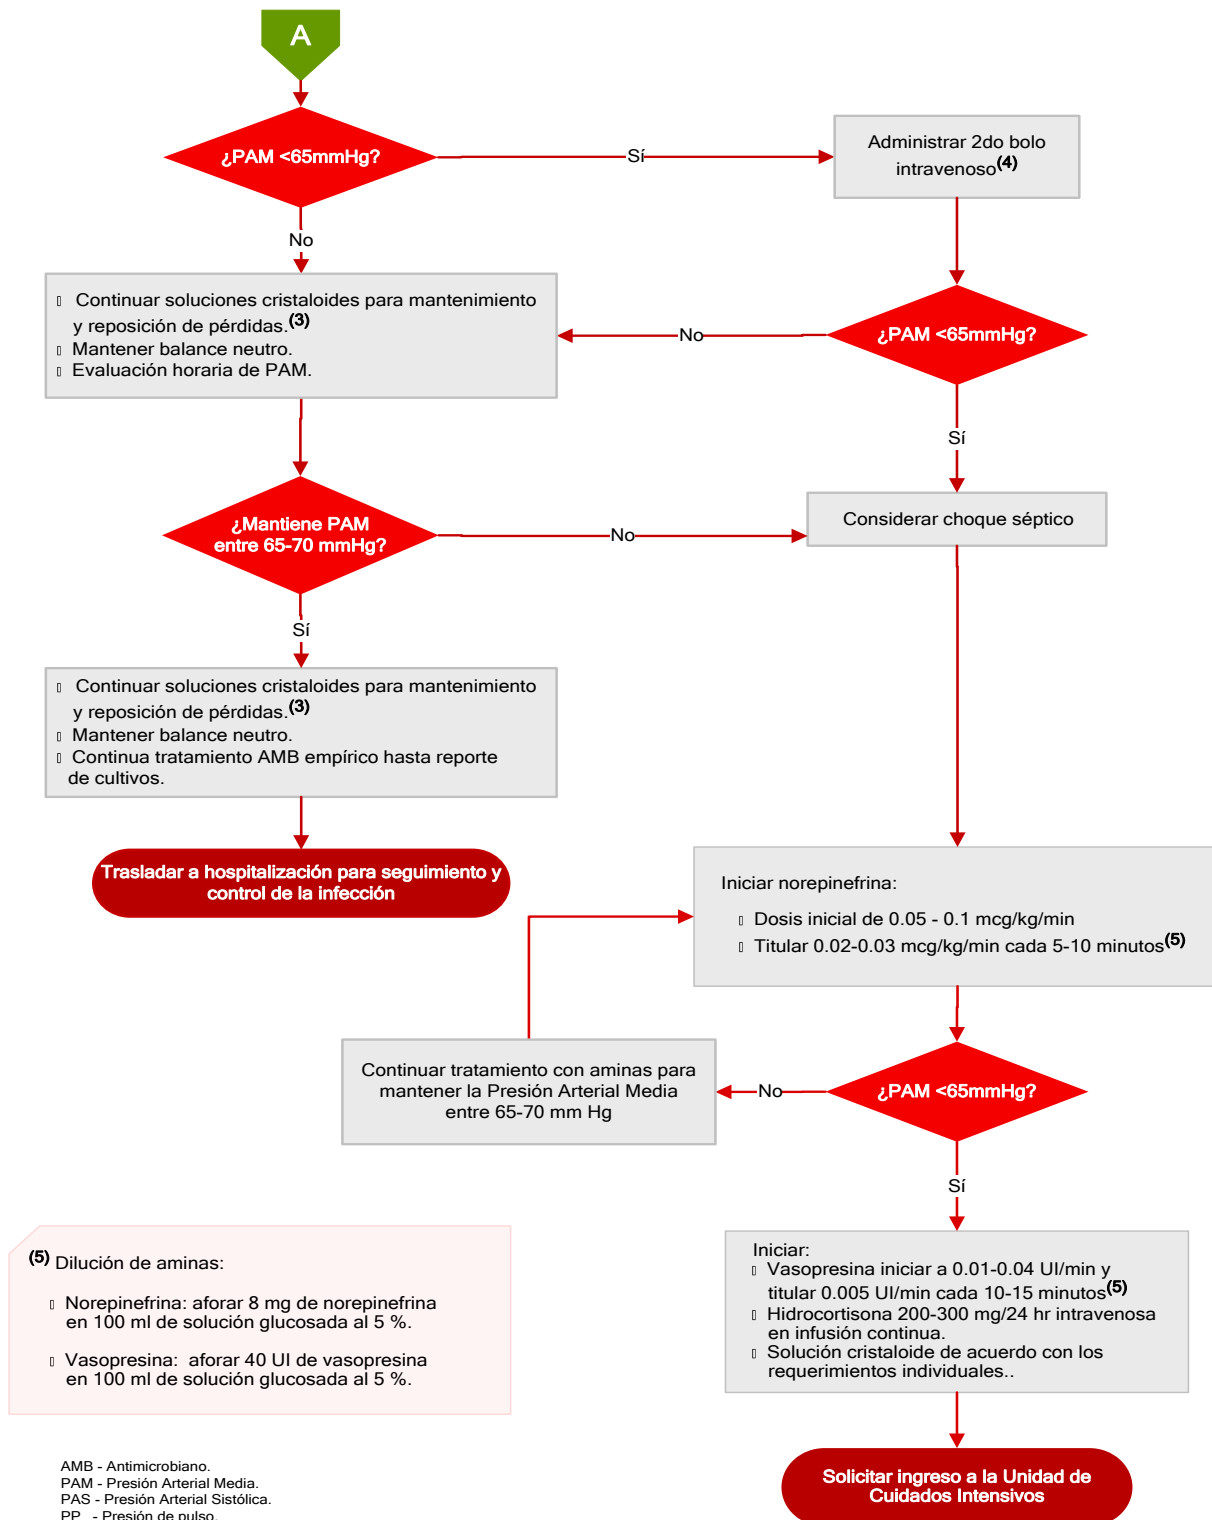 A
¿PAM <65mmHg?
Sí
Administrar 2do bolo
intravenoso(4)
No
Continuar soluciones cristaloides para mantenimiento
y reposición de pérdidas.(3)
Mantener balance neutro.
Evaluación horaria de PAM.
No
¿PAM <65mmHg?
Sí
¿Mantiene PAM
entre 65-70 mmHg?
No
Considerar choque séptico
Sí
Continuar soluciones cristaloides para mantenimiento
y reposición de pérdidas.(3)
Mantener balance neutro.
Continua tratamiento AMB empírico hasta reporte
de cultivos.
Trasladar a hospitalización para seguimiento y
control de la infección
Iniciar norepinefrina:
Dosis inicial de 0.05 - 0.1 mcg/kg/min
Titular 0.02-0.03 mcg/kg/min cada 5-10 minutos(5)
Continuar tratamiento con aminas para
mantener la Presión Arterial Media
entre 65-70 mm Hg
No
¿PAM <65mmHg?
Sí
Iniciar:
Vasopresina iniciar a 0.01-0.04 UI/min y
titular 0.005 UI/min cada 10-15 minutos(5)
Hidrocortisona 200-300 mg/24 hr intravenosa
en infusión continua.
Solución cristaloide de acuerdo con los
requerimientos individuales..
(5) Dilución de aminas:
Norepinefrina: aforar 8 mg de norepinefrina
en 100 ml de solución glucosada al 5 %.
Vasopresina: aforar 40 UI de vasopresina
en 100 ml de solución glucosada al 5 %.
Solicitar ingreso a la Unidad de
Cuidados Intensivos
AMB - Antimicrobiano.
PAM - Presión Arterial Media.
PAS - Presión Arterial Sistólica.
PP - Presión de pulso.